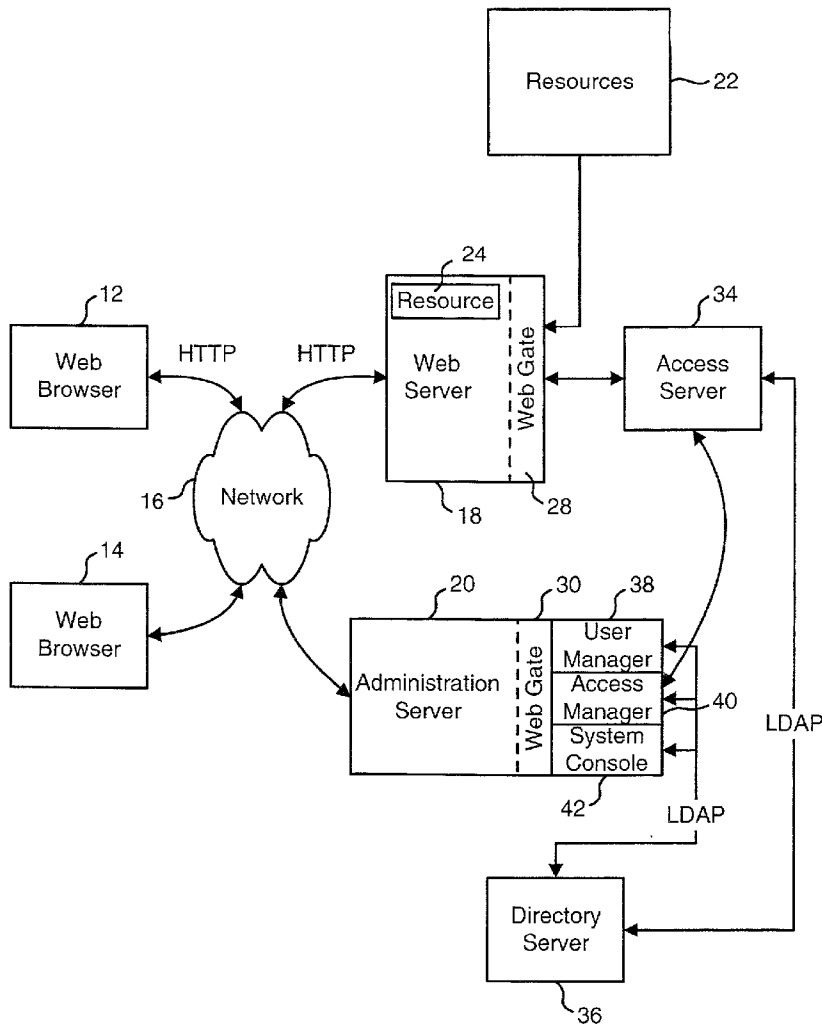 Resources
22
24
Resource
12
34
HTTP
HTTP
Web
Browser
Web
Server
Web Gate
Access
Server
16
Network
18
28
14
20
30
38
Web
Browser
Administration
Server
Web Gate
User
Manager
Access
Manager
40
System
Console
LDAP
42
LDAP
Directory
Server
36